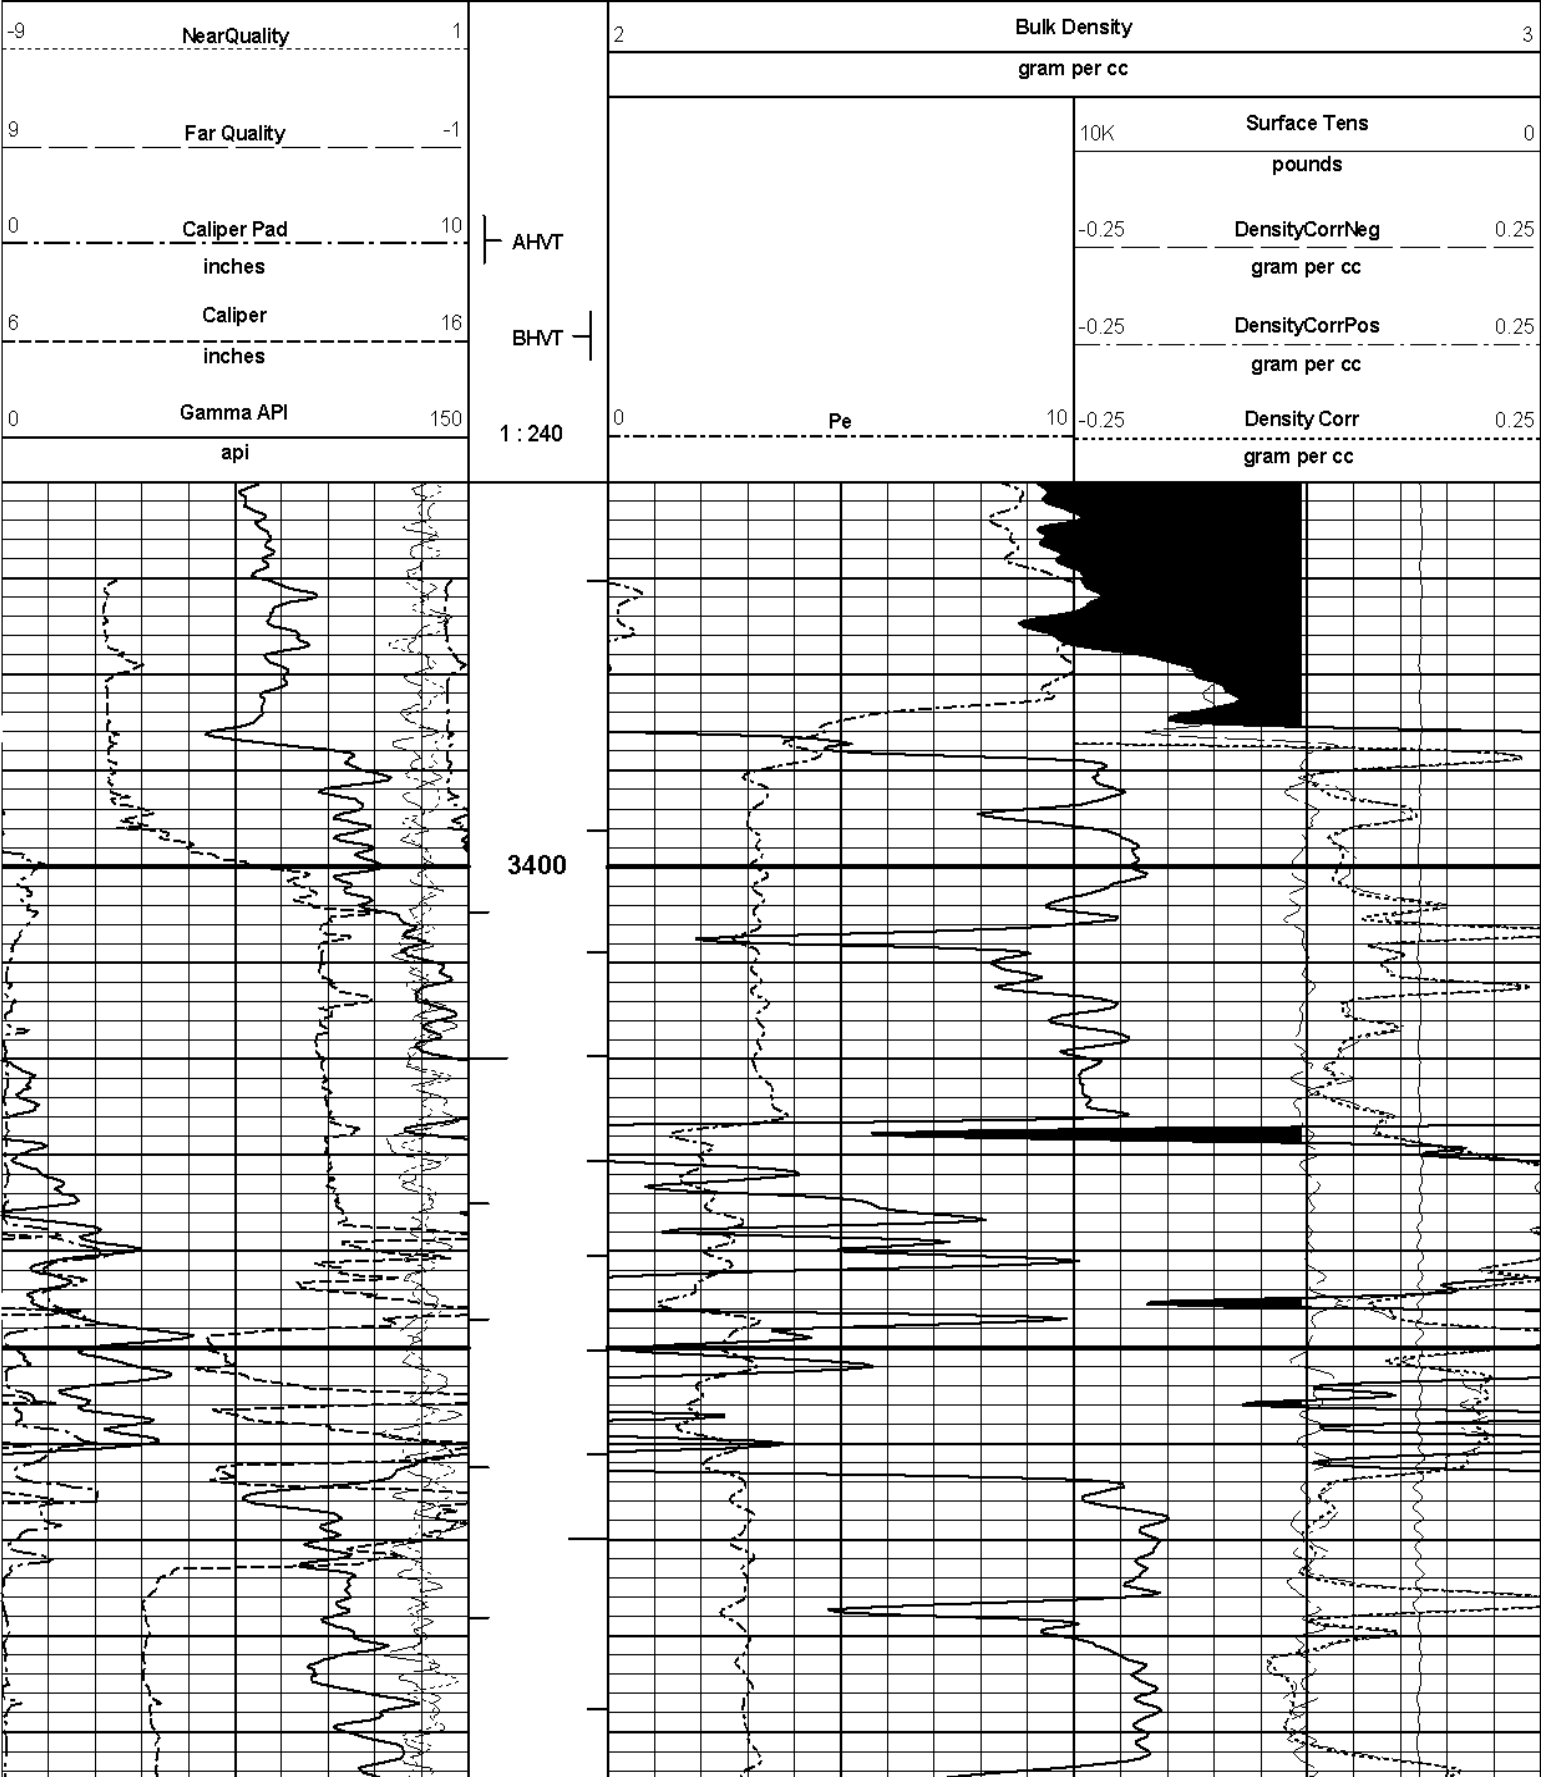 -9 NearQuality 1
9 Far Quality -1
0 Caliper Pad 10
inches
6 Caliper 16
inches
0 Gamma API 150
api
AHVT
BHVT
1 : 240
2 Bulk Density 3
gram per cc
10K Surface Tens 0
pounds
-0.25 DensityCorrNeg 0.25
gram per cc
-0.25 DensityCorrPos 0.25
gram per cc
0 Pe 10
-0.25 Density Corr 0.25
gram per cc
3400